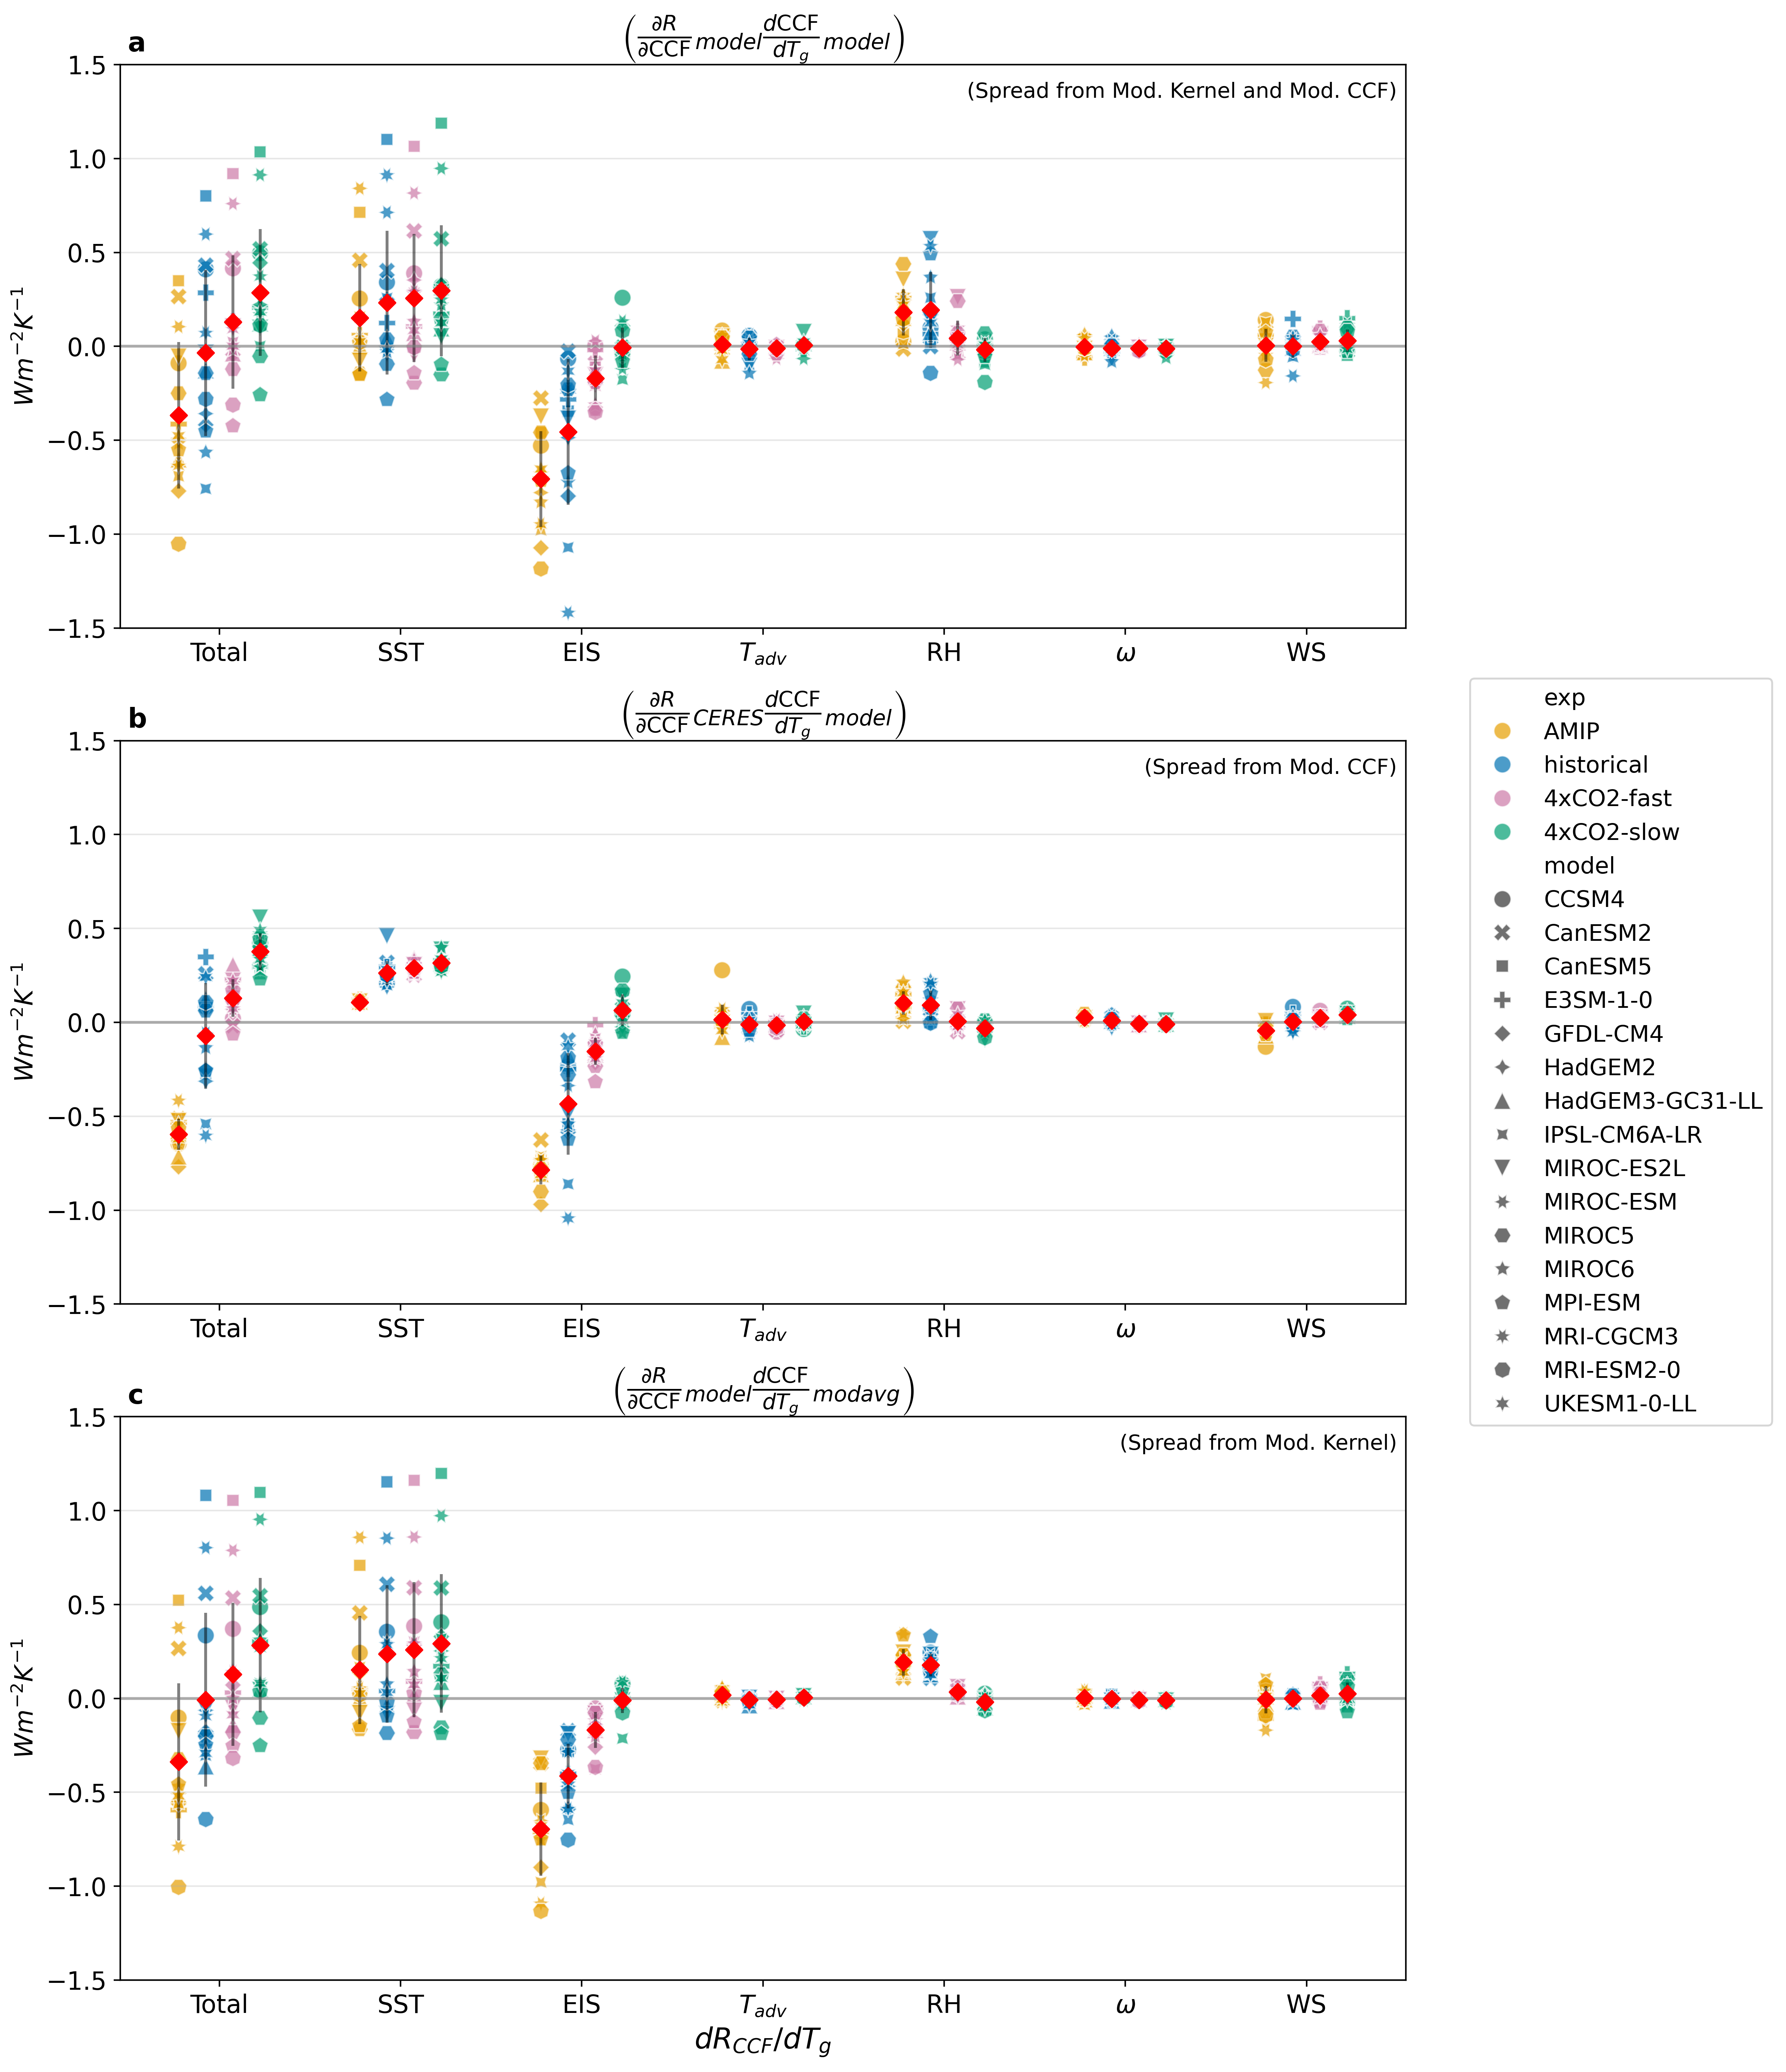 a
(∂R/∂CCF model dCCF/dT_g model)
(Spread from Mod. Kernel and Mod. CCF)
1.5
1.0
0.5
0.0
−0.5
−1.0
−1.5
Wm⁻²K⁻¹
Total SST EIS T_adv RH ω WS
b
(∂R/∂CCF CERES dCCF/dT_g model)
(Spread from Mod. CCF)
1.5
1.0
0.5
0.0
−0.5
−1.0
−1.5
Wm⁻²K⁻¹
Total SST EIS T_adv RH ω WS
exp
AMIP
historical
4xCO2-fast
4xCO2-slow
model
CCSM4
CanESM2
CanESM5
E3SM-1-0
GFDL-CM4
HadGEM2
HadGEM3-GC31-LL
IPSL-CM6A-LR
MIROC-ES2L
MIROC-ESM
MIROC5
MIROC6
MPI-ESM
MRI-CGCM3
MRI-ESM2-0
UKESM1-0-LL
c
(∂R/∂CCF model dCCF/dT_g modavg)
(Spread from Mod. Kernel)
1.5
1.0
0.5
0.0
−0.5
−1.0
−1.5
Wm⁻²K⁻¹
Total SST EIS T_adv RH ω WS
dR_CCF/dT_g